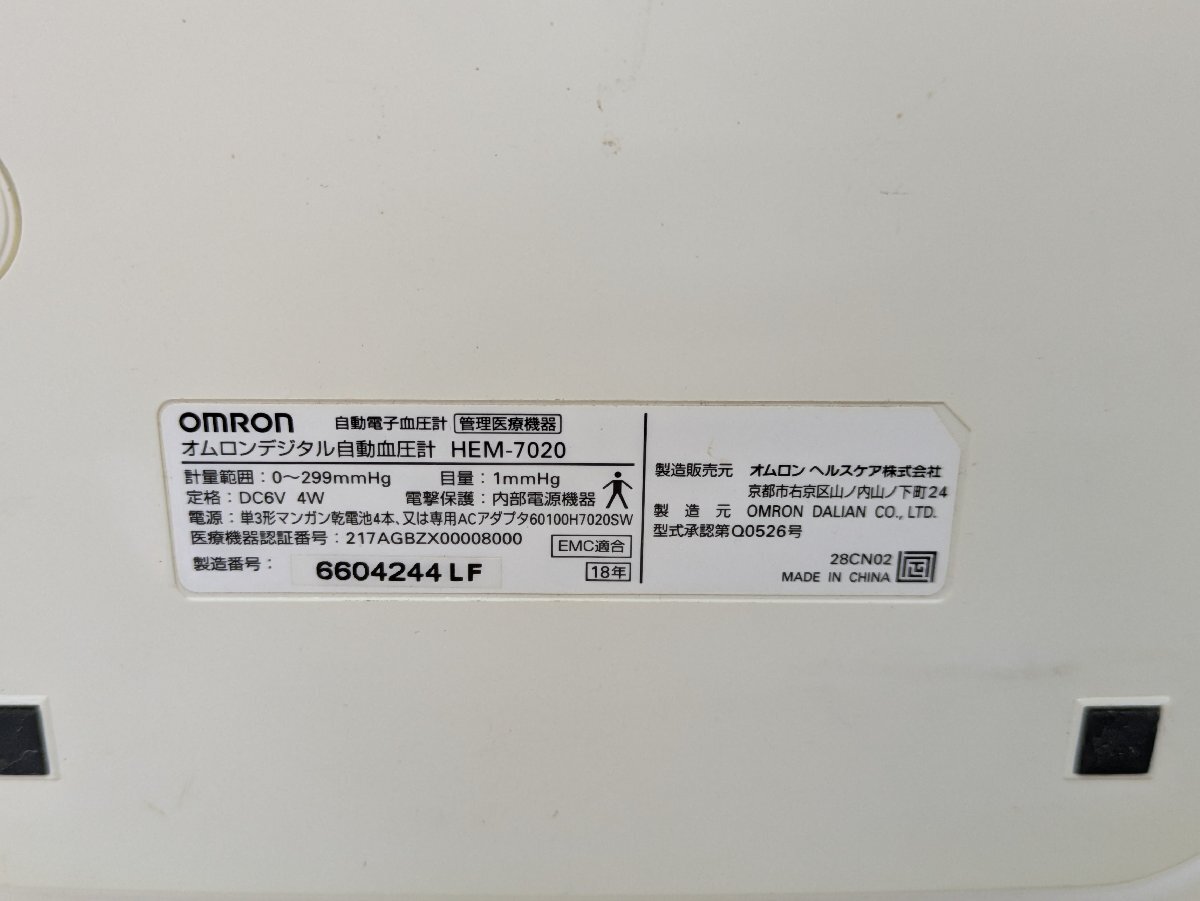 OMRON 自動電子血圧計 管理医療機器
オムロンデジタル自動血圧計 HEM-7020
計量範囲：0〜299mmHg 目量：1mmHg
定格：DC6V 4W 電撃保護：内部電源機器
電源：単3形マンガン乾電池4本、又は専用ACアダプタ60100H7020SW
医療機器認証番号：217AGBZX00008000
EMC適合
製造番号： 6604244 LF 18年
製造販売元 オムロン ヘルスケア株式会社
京都市右京区山ノ内山ノ下町24
製造元 OMRON DALIAN CO., LTD.
型式承認第Q0526号
28CN02
MADE IN CHINA